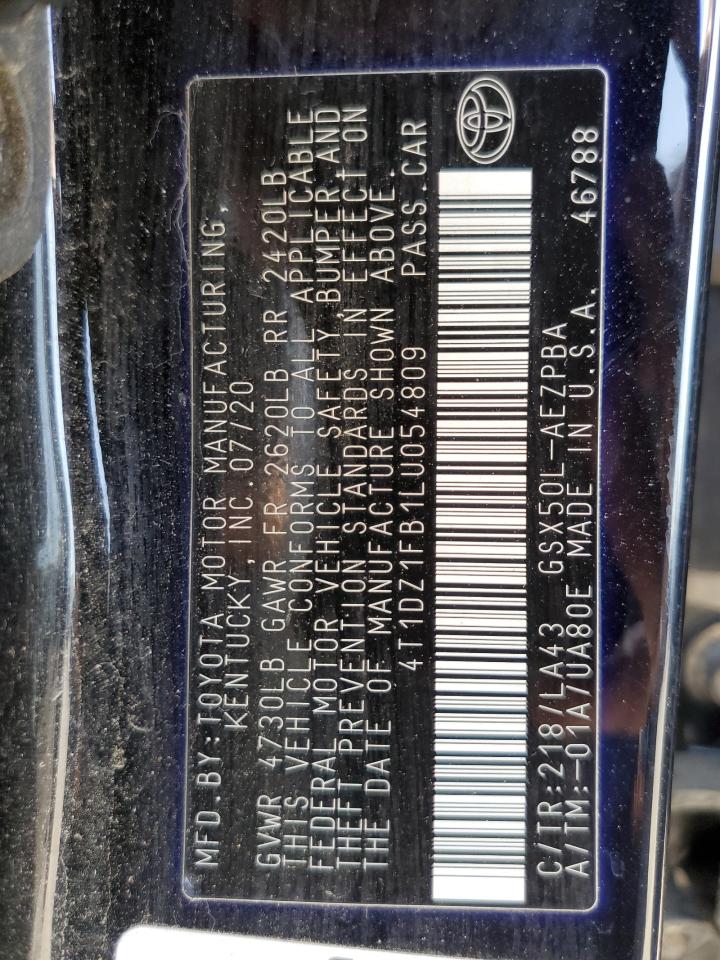 MFD.BY:TOYOTA MOTOR MANUFACTURING,
KENTUCKY, INC. 07/20
GVWR 4730LB GAWR FR 2620LB RR 2420LB
THIS VEHICLE CONFORMS TO ALL APPLICABLE
FEDERAL MOTOR VEHICLE SAFETY, BUMPER, AND
THEFT PREVENTION STANDARDS IN EFFECT ON
THE DATE OF MANUFACTURE SHOWN ABOVE.
4T1DZ1FB1LU054809 PASS.CAR
C/TR:218/LA43 GSX50L-AEZPBA
A/TM:-01A/UA80E MADE IN U.S.A. 46788